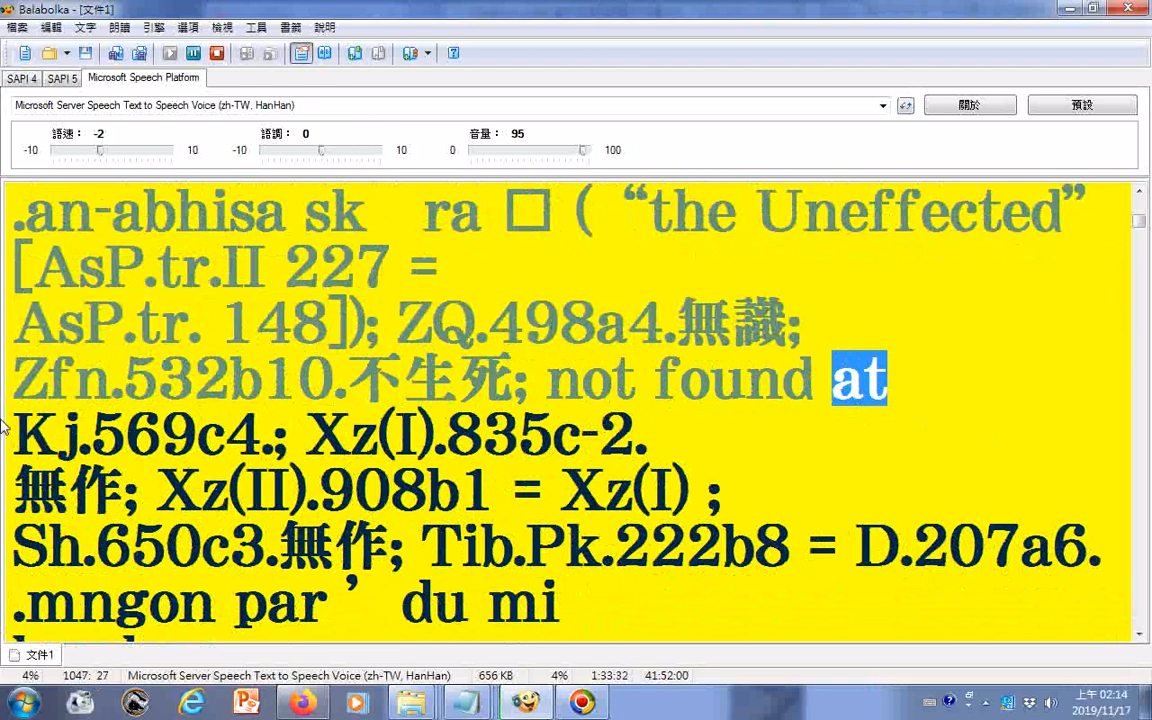 Balabolka - [文件1]
檔案 編輯 文字 朗讀 引擎 選項 檢視 工具 書籤 說明
SAPI 4 SAPI 5 Microsoft Speech Platform
Microsoft Server Speech Text to Speech Voice (zh-TW, HanHan) 關於 預設
語速： -2 語調： 0 音量： 95
-10 10 -10 10 0 100
.an-abhisa sk ra □ (“the Uneffected”
[AsP.tr.II 227 =
AsP.tr. 148]); ZQ.498a4.無識;
Zfn.532b10.不生死; not found at
Kj.569c4.; Xz(I).835c-2.
無作; Xz(II).908b1 = Xz(I) ;
Sh.650c3.無作; Tib.Pk.222b8 = D.207a6.
.mngon par ’ du mi
文件1
4% 1047: 27 Microsoft Server Speech Text to Speech Voice (zh-TW, HanHan) 656 KB 4% 1:33:32 41:52:00
上午 02:14
2019/11/17